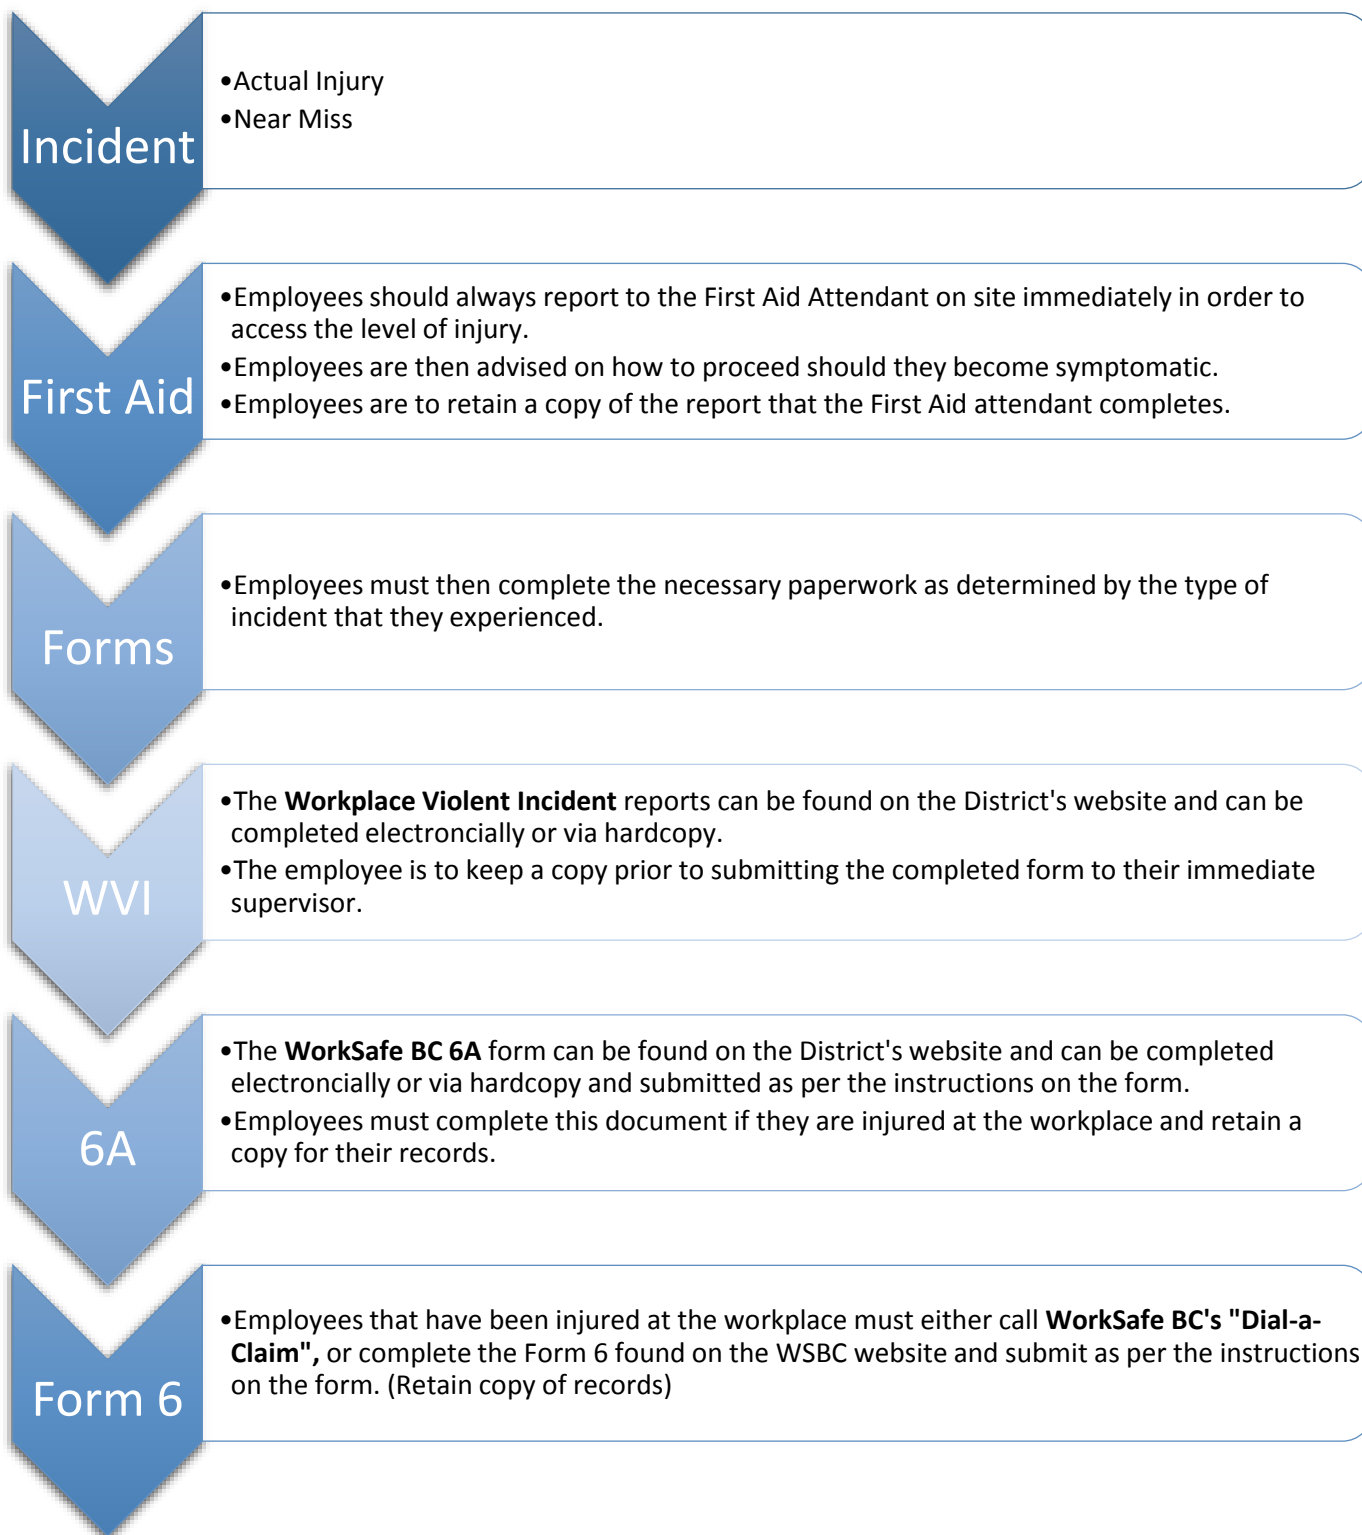 Incident
•Actual Injury
•Near Miss
First Aid
•Employees should always report to the First Aid Attendant on site immediately in order to
access the level of injury.
•Employees are then advised on how to proceed should they become symptomatic.
•Employees are to retain a copy of the report that the First Aid attendant completes.
Forms
•Employees must then complete the necessary paperwork as determined by the type of
incident that they experienced.
WVI
•The Workplace Violent Incident reports can be found on the District's website and can be
completed electroncially or via hardcopy.
•The employee is to keep a copy prior to submitting the completed form to their immediate
supervisor.
6A
•The WorkSafe BC 6A form can be found on the District's website and can be completed
electroncially or via hardcopy and submitted as per the instructions on the form.
•Employees must complete this document if they are injured at the workplace and retain a
copy for their records.
Form 6
•Employees that have been injured at the workplace must either call WorkSafe BC's "Dial-a-
Claim", or complete the Form 6 found on the WSBC website and submit as per the instructions
on the form. (Retain copy of records)